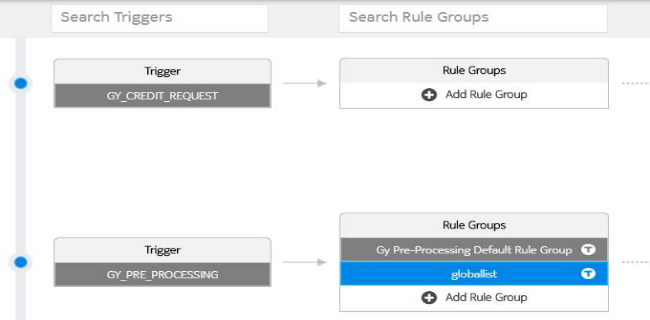 Search Triggers
Search Rule Groups
Trigger
GY_CREDIT_REQUEST
Rule Groups
Add Rule Group
Trigger
GY_PRE_PROCESSING
Rule Groups
Gy Pre-Processing Default Rule Group
globallist
Add Rule Group